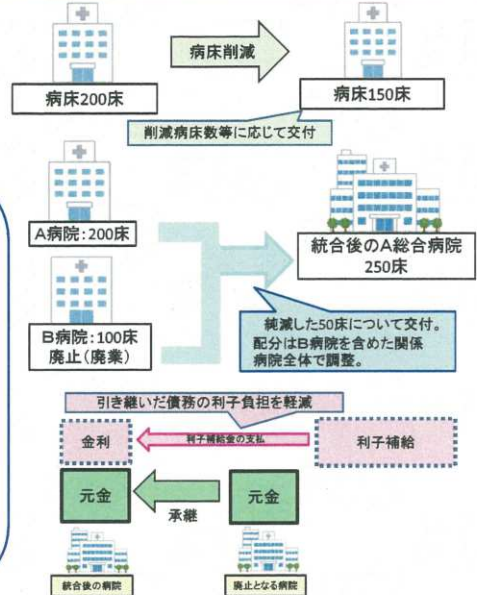 病床削減
病床200床
病床150床
削減病床数等に応じて交付
A病院:200床
B病院:100床
廃止(廃業)
統合後のA総合病院
250床
純減した50床について交付。
配分はB病院を含めた関係
病院全体で調整。
引き継いだ債務の利子負担を軽減
金利
利子補給金の支払
利子補給
元金
承継
元金
統合後の病院
廃止となる病院